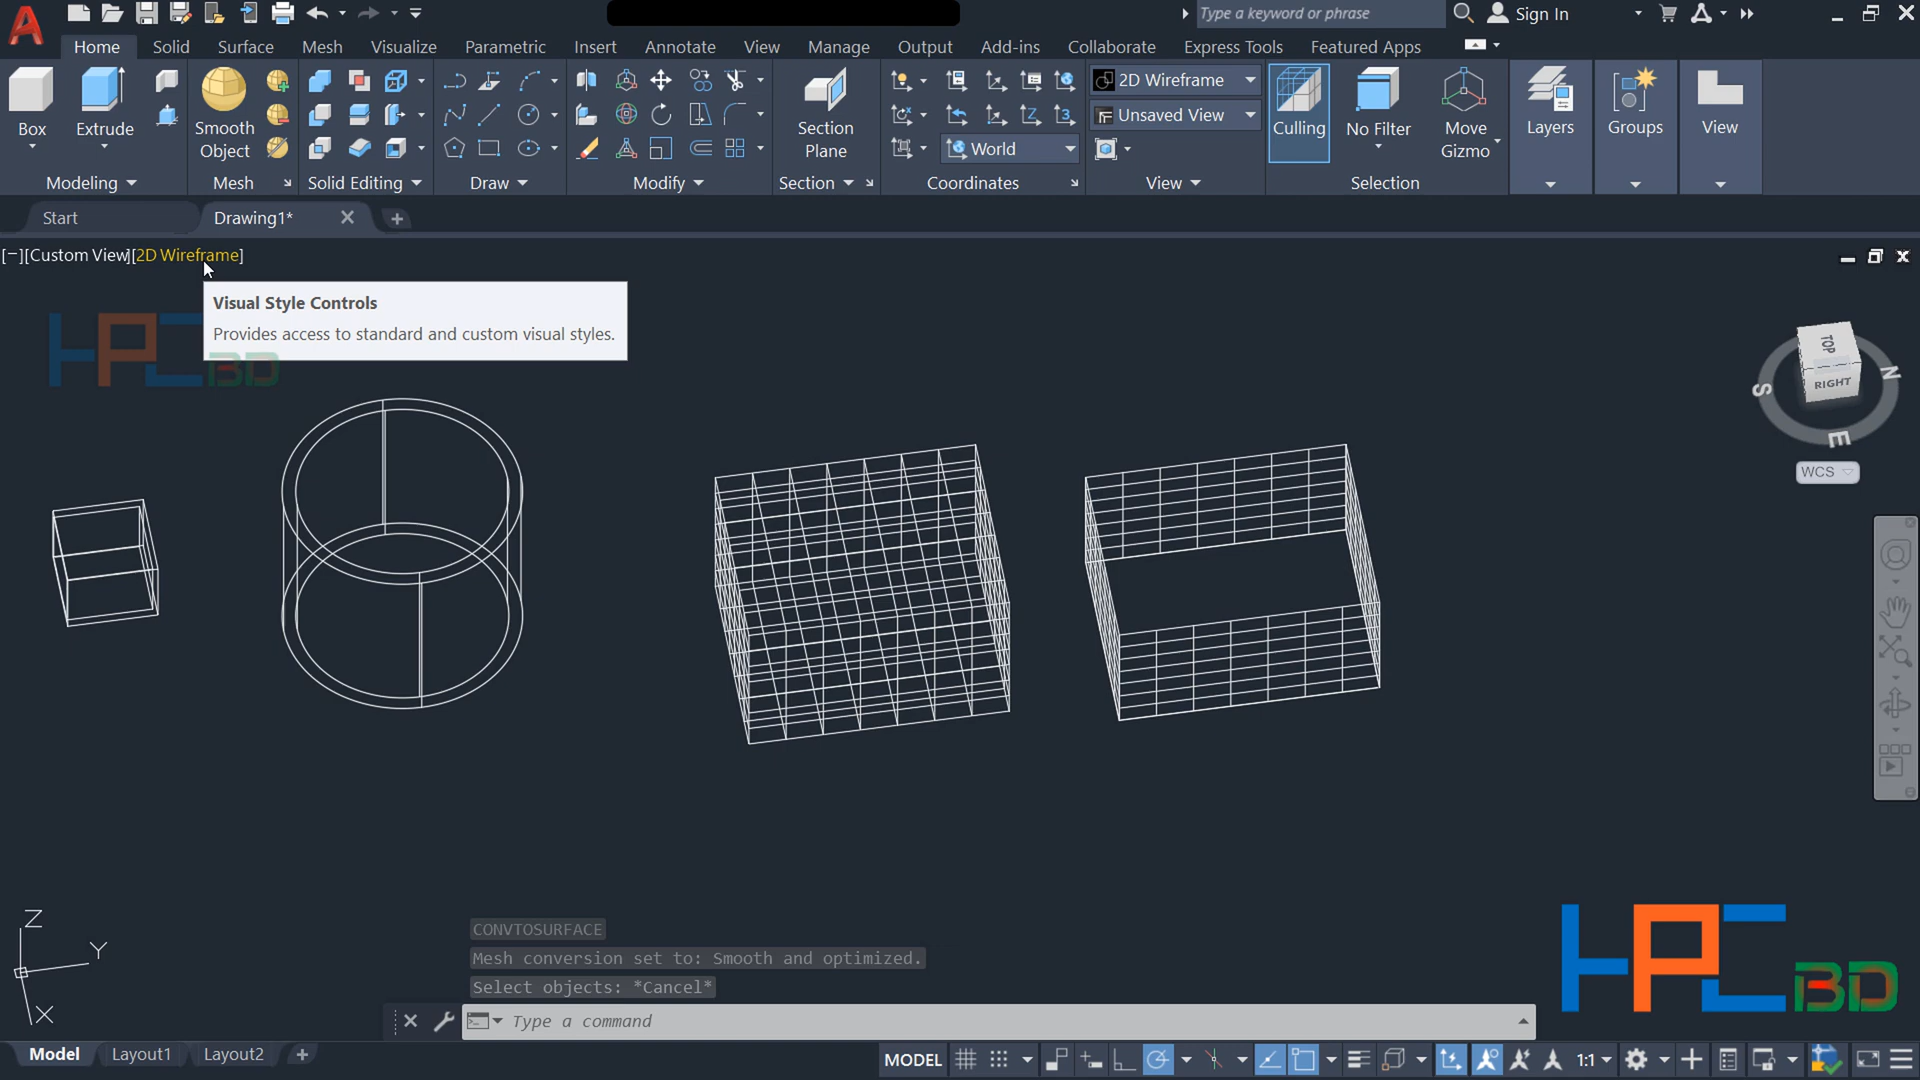 Type a keyword or phrase
Sign In
Home Solid Surface Mesh Visualize Parametric Insert Annotate View Manage Output Add-ins Collaborate Express Tools Featured Apps
Box
Extrude
Smooth
Object
Section
Plane
World
2D Wireframe
Unsaved View
Culling
No Filter
Move
Gizmo
Layers
Groups
View
Modeling
Mesh
Solid Editing
Draw
Modify
Section
Coordinates
View
Selection
Start
Drawing1*
[−][Custom View][2D Wireframe]
Visual Style Controls
Provides access to standard and custom visual styles.
HPC BD
TOP
RIGHT
S
N
E
WCS
Z
Y
X
CONVTOSURFACE
Mesh conversion set to: Smooth and optimized.
Select objects: *Cancel*
Type a command
HPC BD
Model
Layout1
Layout2
MODEL
1:1